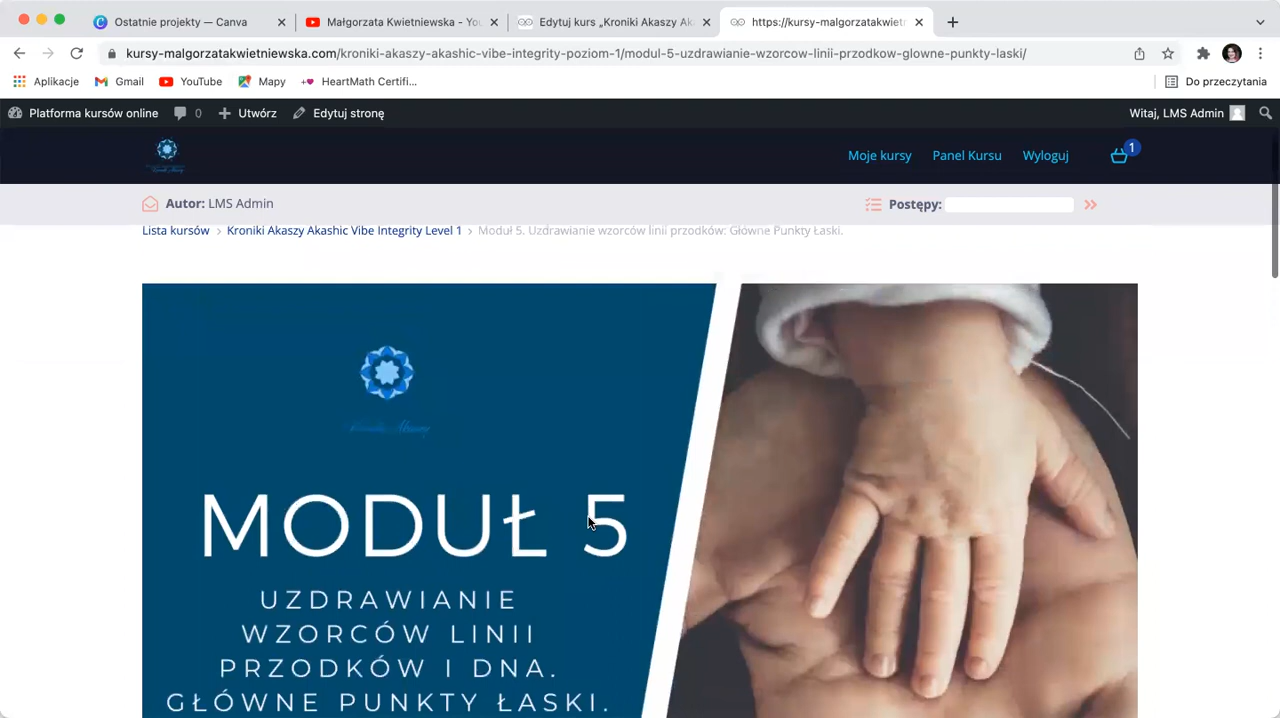 Ostatnie projekty — Canva
Małgorzata Kwietniewska - You
Edytuj kurs „Kroniki Akaszy Ak
https://kursy-malgorzatakwietn
kursy-malgorzatakwietniewska.com/kroniki-akaszy-akashic-vibe-integrity-poziom-1/modul-5-uzdrawianie-wzorcow-linii-przodkow-glowne-punkty-laski/
Aplikacje Gmail YouTube Mapy HeartMath Certifi... Do przeczytania
Platforma kursów online 0 Utwórz Edytuj stronę Witaj, LMS Admin
Moje kursy Panel Kursu Wyloguj 1
Autor: LMS Admin Postępy:
Lista kursów > Kroniki Akaszy Akashic Vibe Integrity Level 1 > Moduł 5. Uzdrawianie wzorców linii przodków: Główne Punkty Łaski.
Kroniki Akaszy
MODUŁ 5
UZDRAWIANIE
WZORCÓW LINII
PRZODKÓW I DNA.
GŁÓWNE PUNKTY ŁASKI.